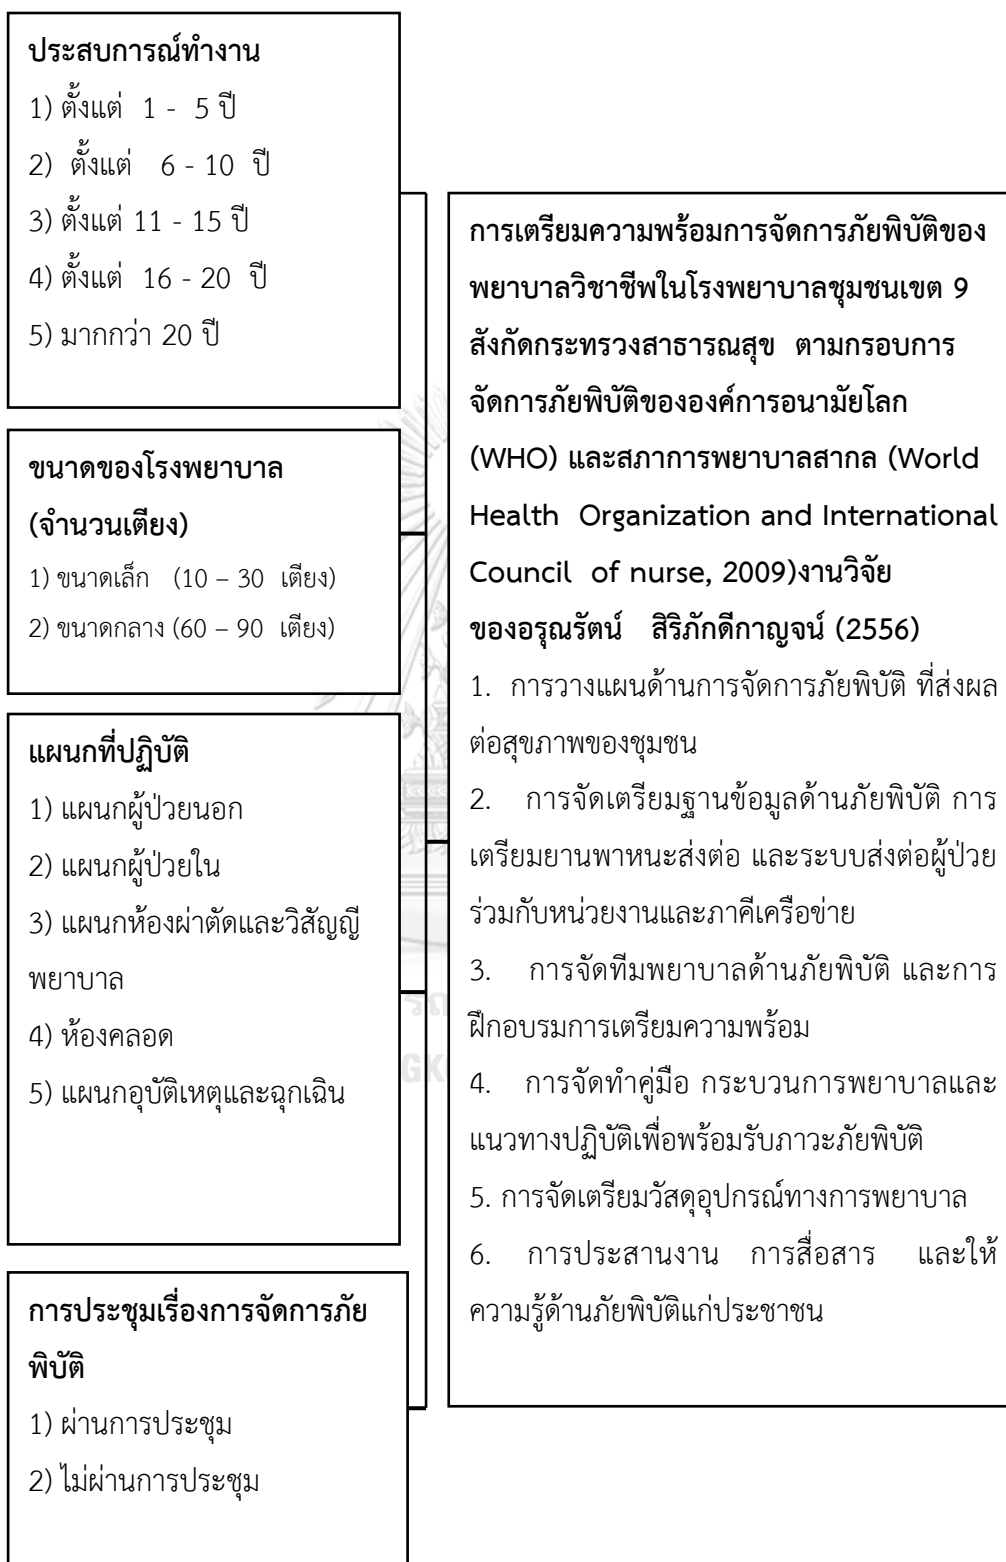 ประสบการณ์ทำงาน
1) ตั้งแต่ 1 - 5 ปี
2) ตั้งแต่ 6 - 10 ปี
3) ตั้งแต่ 11 - 15 ปี
4) ตั้งแต่ 16 - 20 ปี
5) มากกว่า 20 ปี
ขนาดของโรงพยาบาล
(จำนวนเตียง)
1) ขนาดเล็ก (10 – 30 เตียง)
2) ขนาดกลาง (60 – 90 เตียง)
แผนกที่ปฏิบัติ
1) แผนกผู้ป่วยนอก
2) แผนกผู้ป่วยใน
3) แผนกห้องผ่าตัดและวิสัญญี
พยาบาล
4) ห้องคลอด
5) แผนกอุบัติเหตุและฉุกเฉิน
การประชุมเรื่องการจัดการภัย
พิบัติ
1) ผ่านการประชุม
2) ไม่ผ่านการประชุม
การเตรียมความพร้อมการจัดการภัยพิบัติของ
พยาบาลวิชาชีพในโรงพยาบาลชุมชนเขต 9
สังกัดกระทรวงสาธารณสุข ตามกรอบการ
จัดการภัยพิบัติขององค์การอนามัยโลก
(WHO) และสภาการพยาบาลสากล (World
Health Organization and International
Council of nurse, 2009)งานวิจัย
ของอรุณรัตน์ สิริภักดีกาญจน์ (2556)
1. การวางแผนด้านการจัดการภัยพิบัติ ที่ส่งผล
ต่อสุขภาพของชุมชน
2. การจัดเตรียมฐานข้อมูลด้านภัยพิบัติ การ
เตรียมยานพาหนะส่งต่อ และระบบส่งต่อผู้ป่วย
ร่วมกับหน่วยงานและภาคีเครือข่าย
3. การจัดทีมพยาบาลด้านภัยพิบัติ และการ
ฝึกอบรมการเตรียมความพร้อม
4. การจัดทำคู่มือ กระบวนการพยาบาลและ
แนวทางปฏิบัติเพื่อพร้อมรับภาวะภัยพิบัติ
5. การจัดเตรียมวัสดุอุปกรณ์ทางการพยาบาล
6. การประสานงาน การสื่อสาร และให้
ความรู้ด้านภัยพิบัติแก่ประชาชน